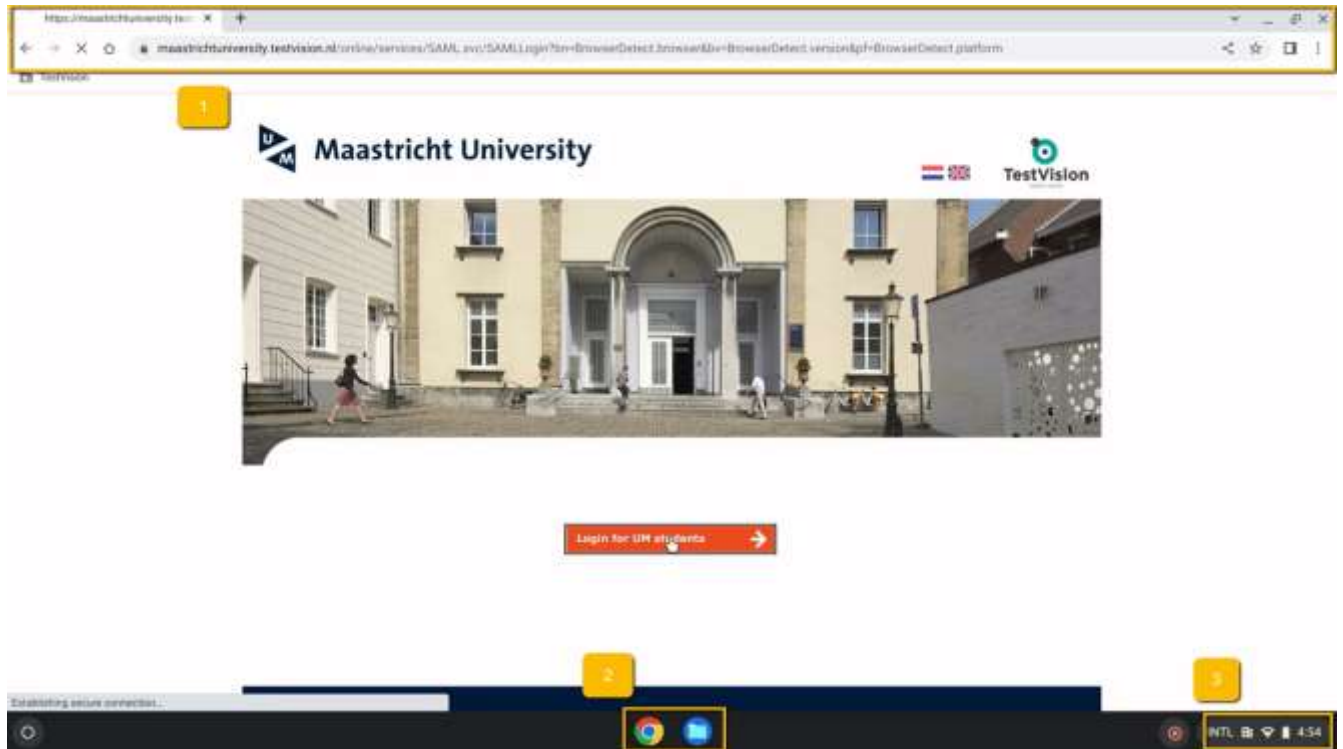 https://maastrichtuniversity.tes
maastrichtuniversity.testvision.nl/online/services/SAML.svc/SAMLLogin?bn=BrowserDetect.browser&bv=BrowserDetect.version&pf=BrowserDetect.platform
TestVision
1
U
M
Maastricht University
TestVision
Login for UM students
2
3
Establishing secure connection...
INTL
4:54